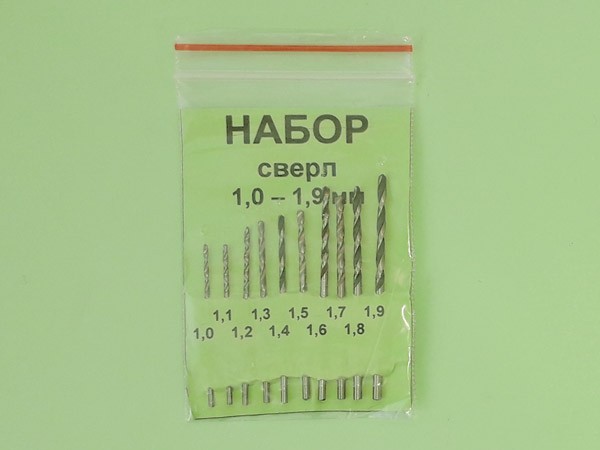 НАБОР
сверл
1,0 – 1,9 мм
1,1 1,3 1,5 1,7 1,9
1,0 1,2 1,4 1,6 1,8